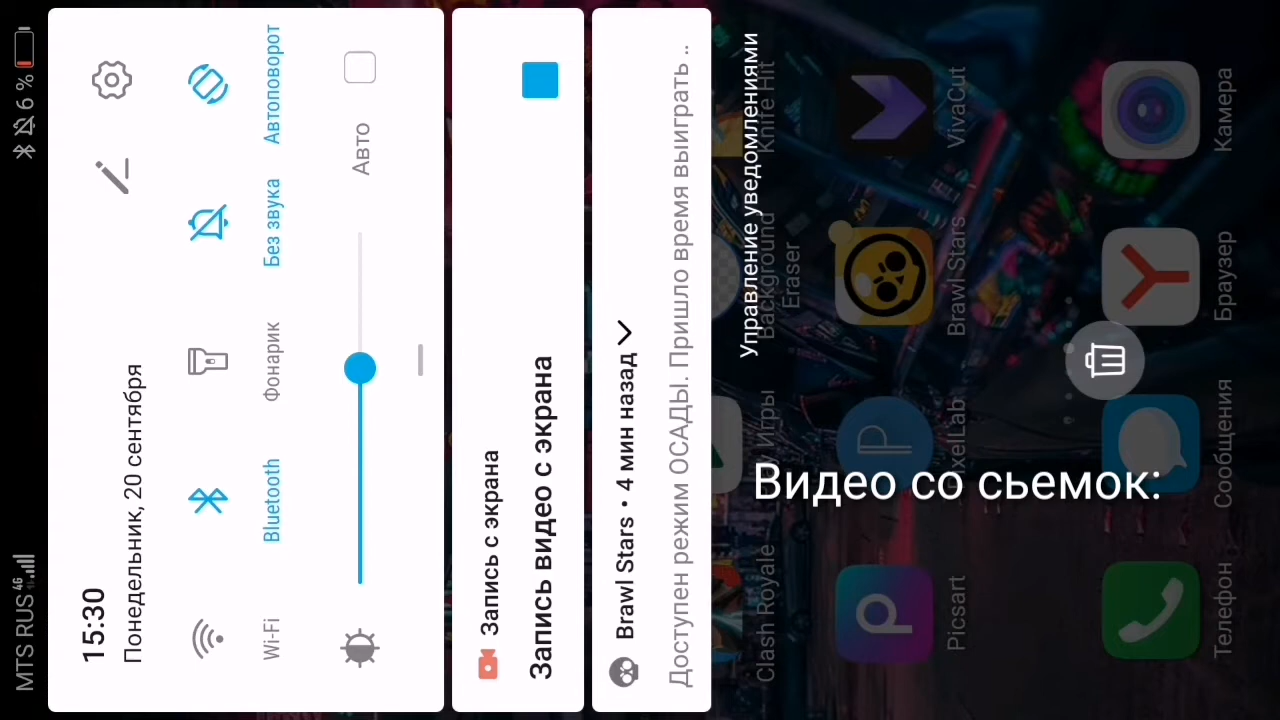 MTS RUS 4G
6 %
15:30
Понедельник, 20 сентября
Wi-Fi
Bluetooth
Фонарик
Без звука
Автоповорот
Авто
Запись с экрана
Запись видео с экрана
Brawl Stars • 4 мин назад
Доступен режим ОСАДЫ. Пришло время выиграть ..
Управление уведомлениями
Clash Royale
Игры
Background
Eraser
Knife Hit
Picsart
PixelLab
Brawl Stars
VivaCut
Видео со сьемок:
Телефон
Сообщения
Браузер
Камера